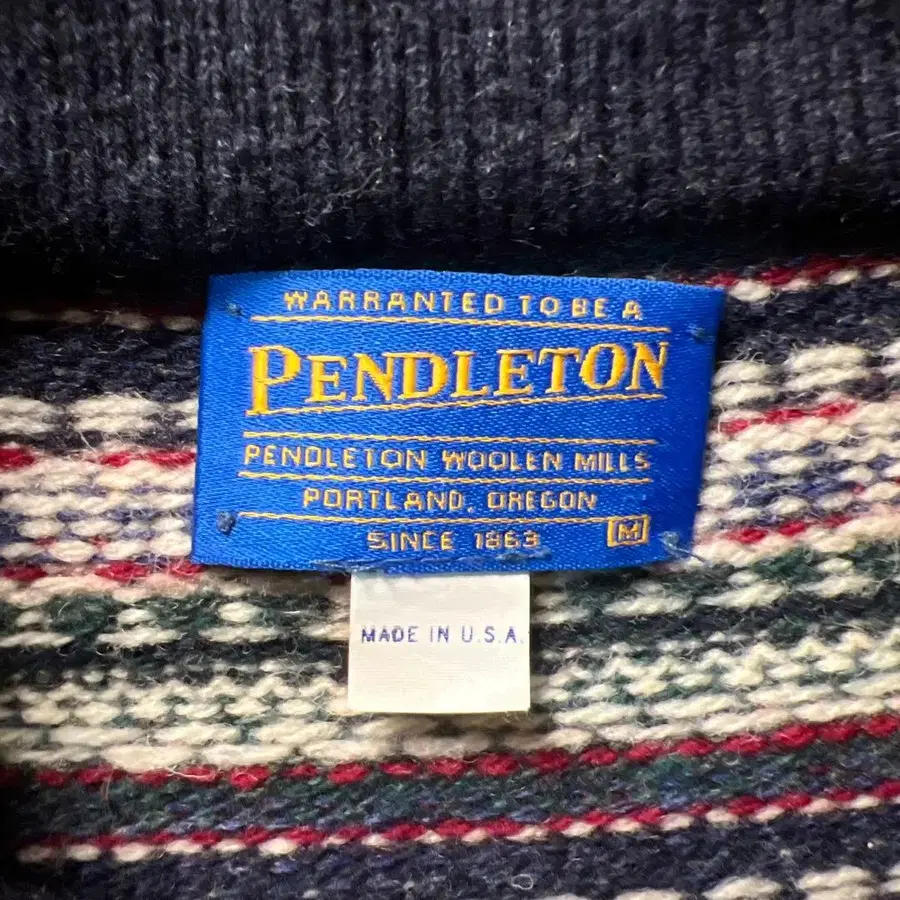 WARRANTED TO BE A
PENDLETON
PENDLETON WOOLEN MILLS
PORTLAND, OREGON
SINCE 1863 M
MADE IN U.S.A.